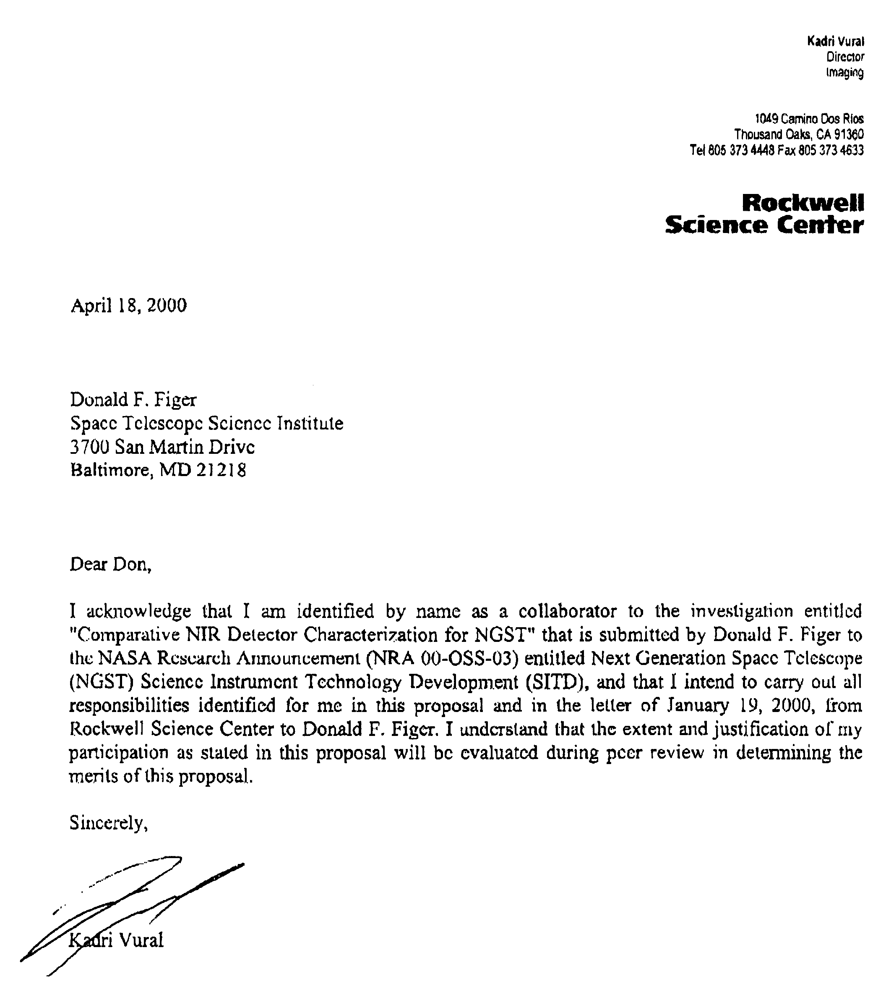 Kadri Vural
Director
Imaging
1049 Camino Dos Rios
Thousand Oaks, CA 91360
Tel 805 373 4448 Fax 805 373 4633
Rockwell
Science Center
April 18, 2000
Donald F. Figer
Space Telescope Science Institute
3700 San Martin Drive
Baltimore, MD 21218
Dear Don,
I acknowledge that I am identified by name as a collaborator to the investigation entitled
"Comparative NIR Detector Characterization for NGST" that is submitted by Donald F. Figer to
the NASA Research Announcement (NRA 00-OSS-03) entitled Next Generation Space Telescope
(NGST) Science Instrument Technology Development (SITD), and that I intend to carry out all
responsibilities identified for me in this proposal and in the letter of January 19, 2000, from
Rockwell Science Center to Donald F. Figer. I understand that the extent and justification of my
participation as stated in this proposal will be evaluated during peer review in determining the
merits of this proposal.
Sincerely,
Kadri Vural